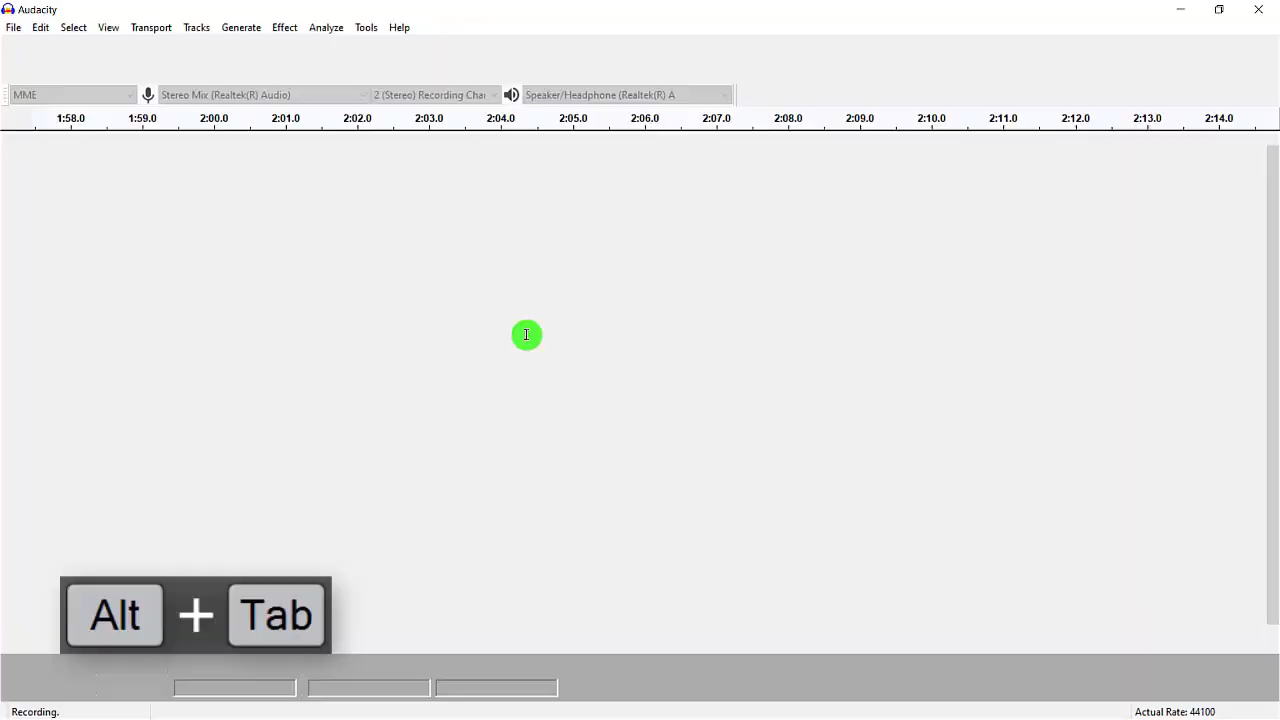 Audacity
File Edit Select View Transport Tracks Generate Effect Analyze Tools Help
MME Stereo Mix (Realtek(R) Audio) 2 (Stereo) Recording Chai Speaker/Headphone (Realtek(R) A
1:58.0 1:59.0 2:00.0 2:01.0 2:02.0 2:03.0 2:04.0 2:05.0 2:06.0 2:07.0 2:08.0 2:09.0 2:10.0 2:11.0 2:12.0 2:13.0 2:14.0
Alt + Tab
Recording. Actual Rate: 44100